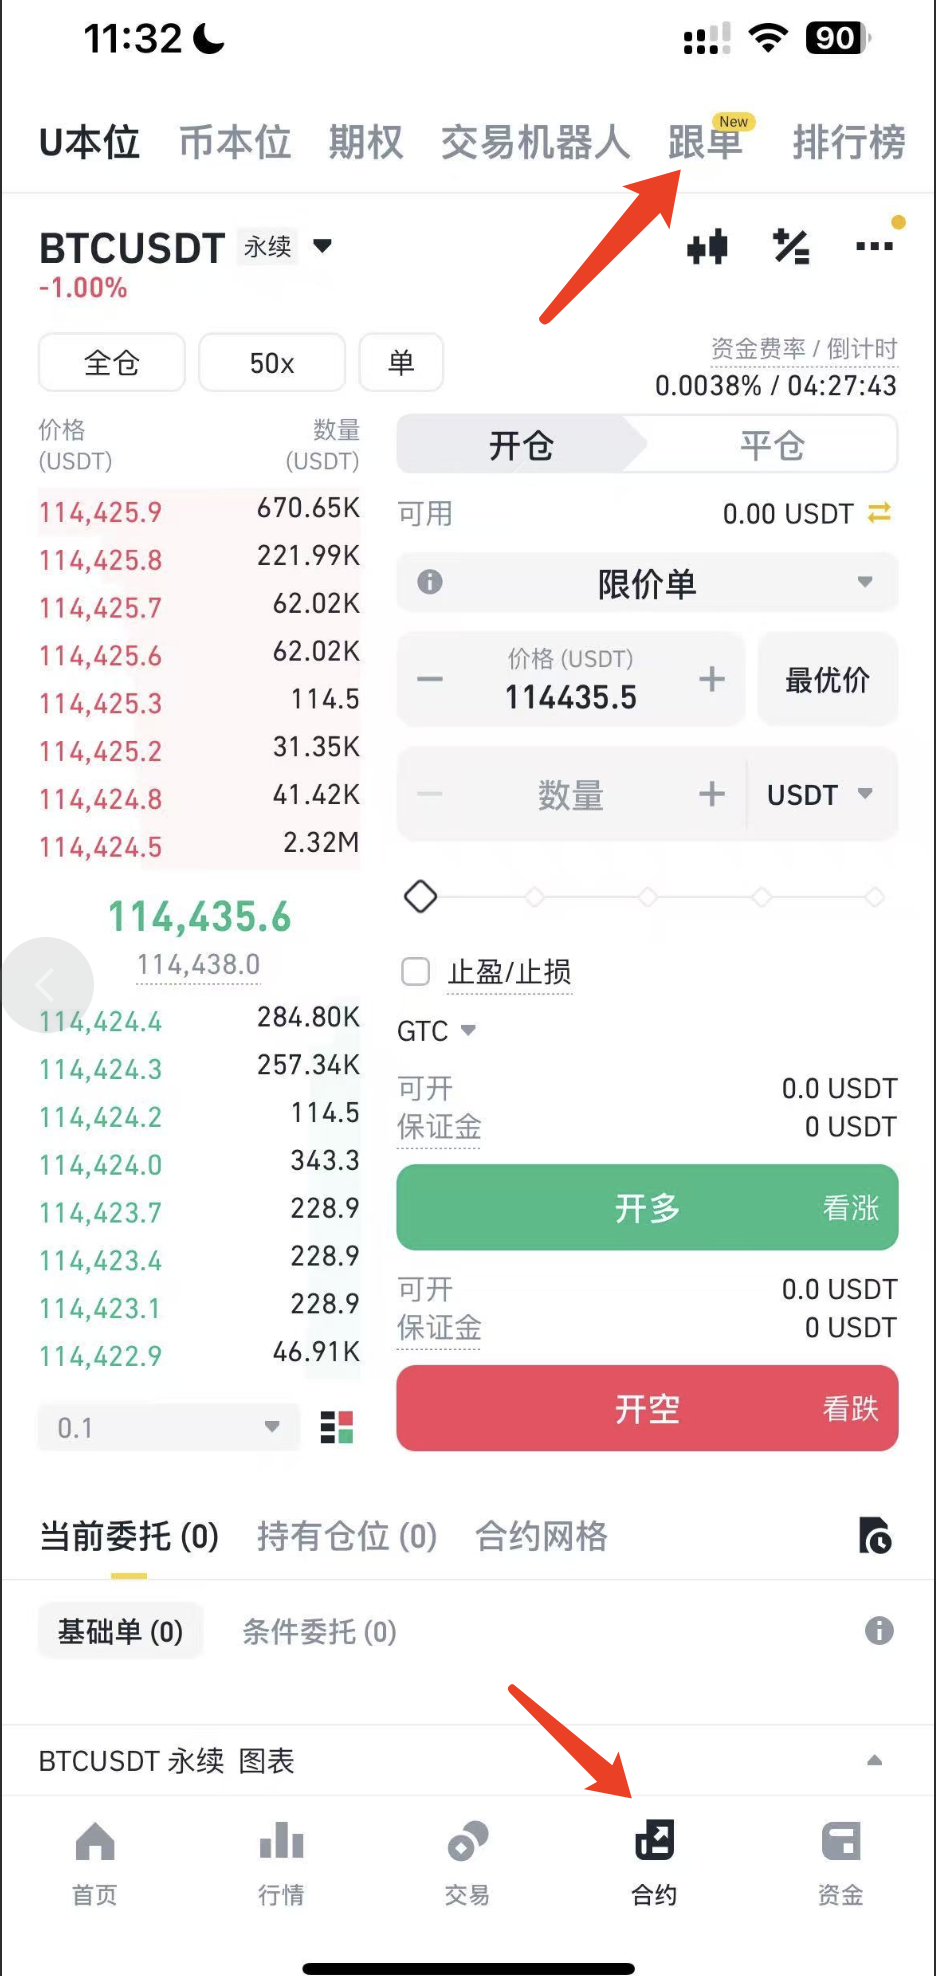 11:32
90
U本位 币本位 期权 交易机器人 跟单 New 排行榜
BTCUSDT 永续
-1.00%
全仓 50x 单
资金费率 / 倒计时
0.0038% / 04:27:43
价格 数量
(USDT) (USDT)
114,425.9 670.65K
114,425.8 221.99K
114,425.7 62.02K
114,425.6 62.02K
114,425.3 114.5
114,425.2 31.35K
114,424.8 41.42K
114,424.5 2.32M
114,435.6
114,438.0
114,424.4 284.80K
114,424.3 257.34K
114,424.2 114.5
114,424.0 343.3
114,423.7 228.9
114,423.4 228.9
114,423.1 228.9
114,422.9 46.91K
0.1
开仓 平仓
可用 0.00 USDT
限价单
价格 (USDT)
114435.5
最优价
数量 USDT
止盈/止损
GTC
可开 0.0 USDT
保证金 0 USDT
开多 看涨
可开 0.0 USDT
保证金 0 USDT
开空 看跌
当前委托 (0) 持有仓位 (0) 合约网格
基础单 (0) 条件委托 (0)
BTCUSDT 永续 图表
首页 行情 交易 合约 资金